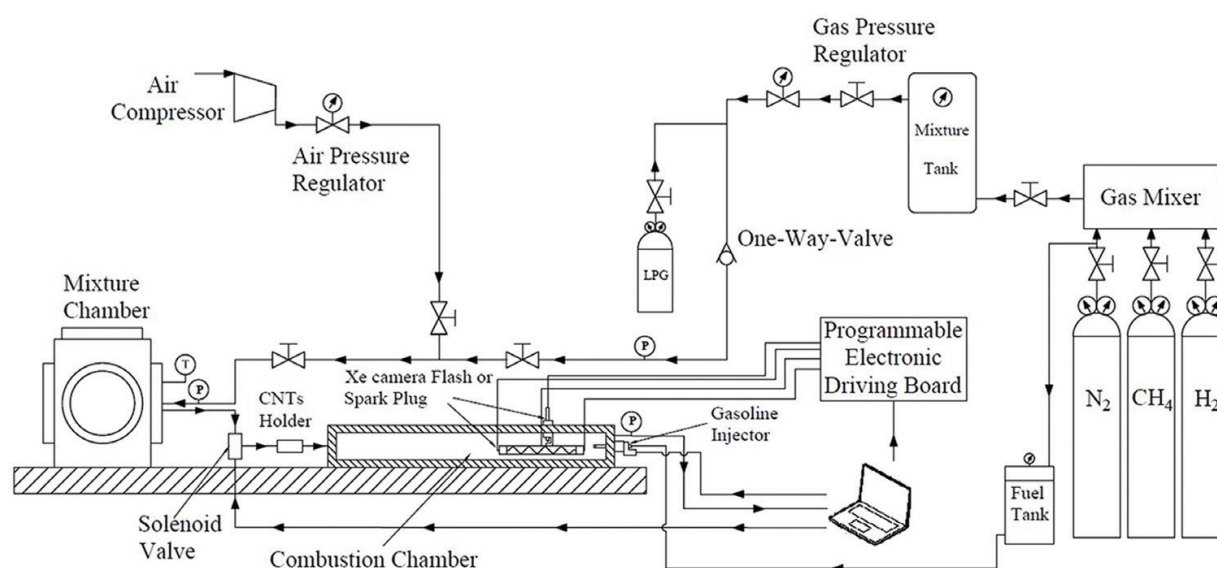 Gas Pressure
Regulator
Air
Compressor
Mixture
Tank
Air Pressure
Regulator
Gas Mixer
One-Way-Valve
LPG
Mixture
Chamber
Programmable
Electronic
Driving Board
P
T
Xe camera Flash or
Spark Plug
P
CNTs
Holder
N2
CH4
H2
P
Gasoline
Injector
Fuel
Tank
Solenoid
Valve
Combustion Chamber